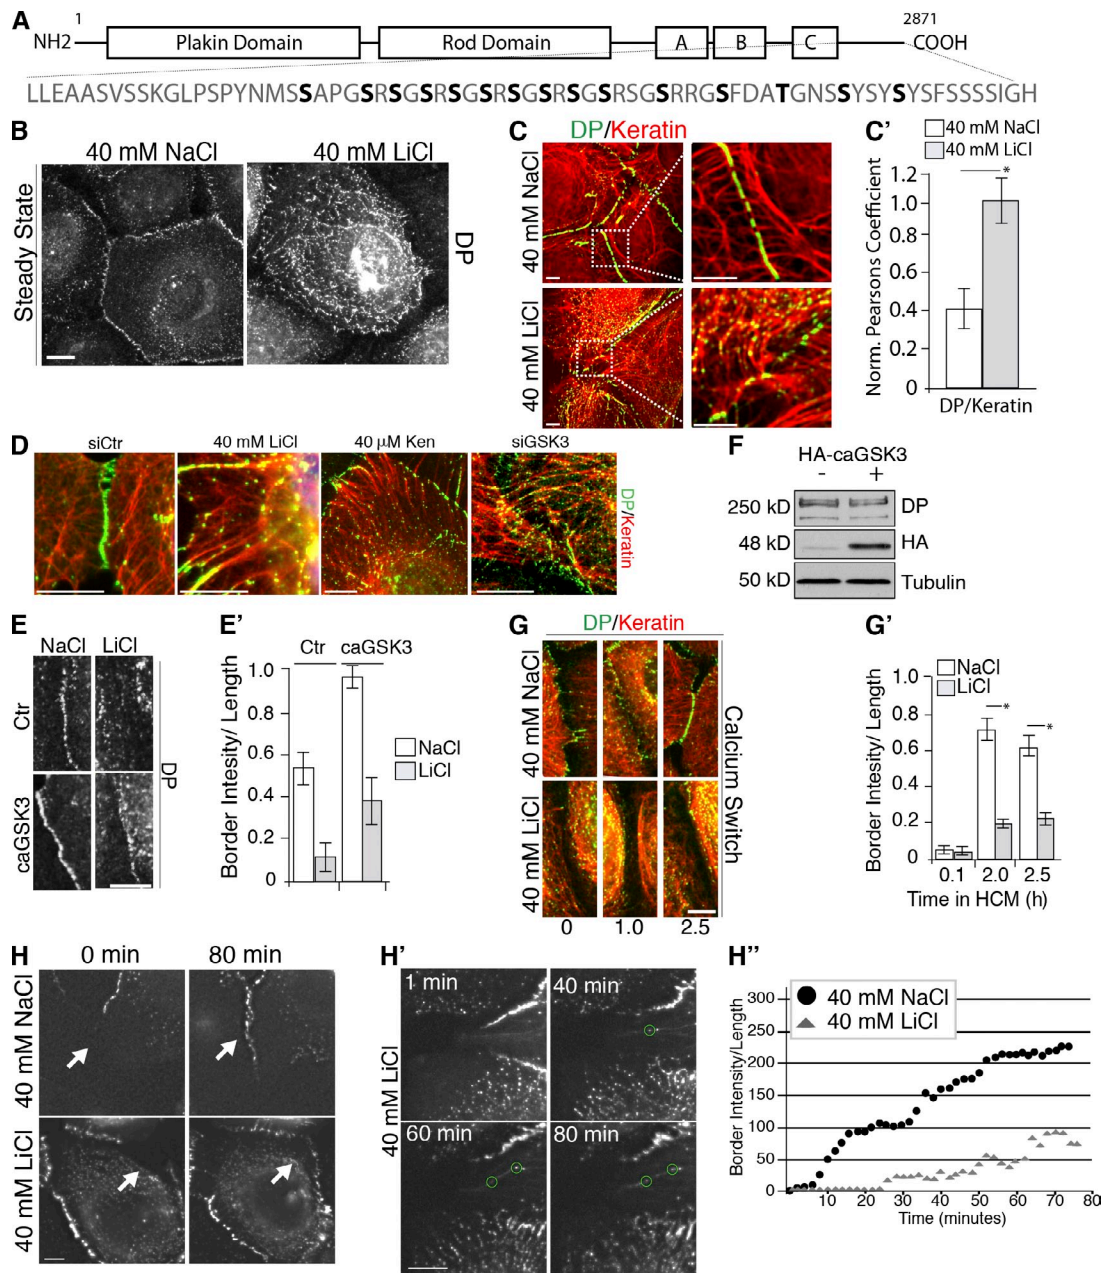 A
1
2871
NH2
Plakin Domain
Rod Domain
A
B
C
COOH
LLEAASVSSKGLPSPYNMSSAPGSRSGSRSGSRSGSRSGSRSGSRRGSFDATGNSSYSYSYSFSSSSIGH
B
40 mM NaCl
40 mM LiCl
Steady State
DP
C
DP/Keratin
40 mM NaCl
40 mM LiCl
C'
40 mM NaCl
40 mM LiCl
*
Norm. Pearsons Coefficient
1.2
1.0
0.6
0.4
0.2
0
DP/Keratin
D
siCtr
40 mM LiCl
40 μM Ken
siGSK3
DP/Keratin
F
HA-caGSK3
- +
250 kD
DP
48 kD
HA
50 kD
Tubulin
E
NaCl
LiCl
Ctr
caGSK3
DP
E'
Ctr
caGSK3
Border Intesity/ Length
1.0
0.8
0.6
0.4
0.2
0
NaCl
LiCl
G
DP/Keratin
40 mM NaCl
40 mM LiCl
Calcium Switch
0
1.0
2.5
G'
NaCl
LiCl
*
*
Border Intesity/ Length
0.8
0.6
0.4
0.2
0
0.1
2.0
2.5
Time in HCM (h)
H
0 min
80 min
40 mM NaCl
40 mM LiCl
H'
40 mM LiCl
1 min
40 min
60 min
80 min
H"
40 mM NaCl
40 mM LiCl
Border Intensity/Length
300
250
200
150
100
50
0
10
20
30
40
50
60
70
80
Time (minutes)